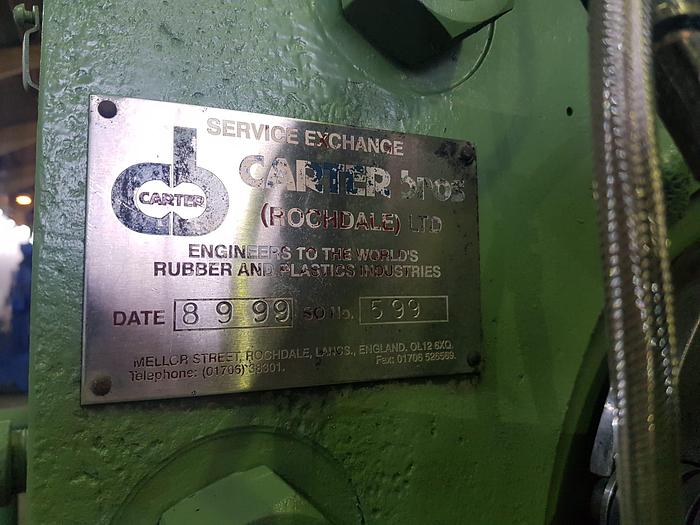 SERVICE EXCHANGE
CARTER
CARTER bros
(ROCHDALE) LTD
ENGINEERS TO THE WORLD'S
RUBBER AND PLASTICS INDUSTRIES
DATE 8 9 99 SO No. 599
MELLOR STREET, ROCHDALE, LANCS., ENGLAND. OL12 6XQ.
Telephone: (01706) 38301. Fax: 01706 526569.